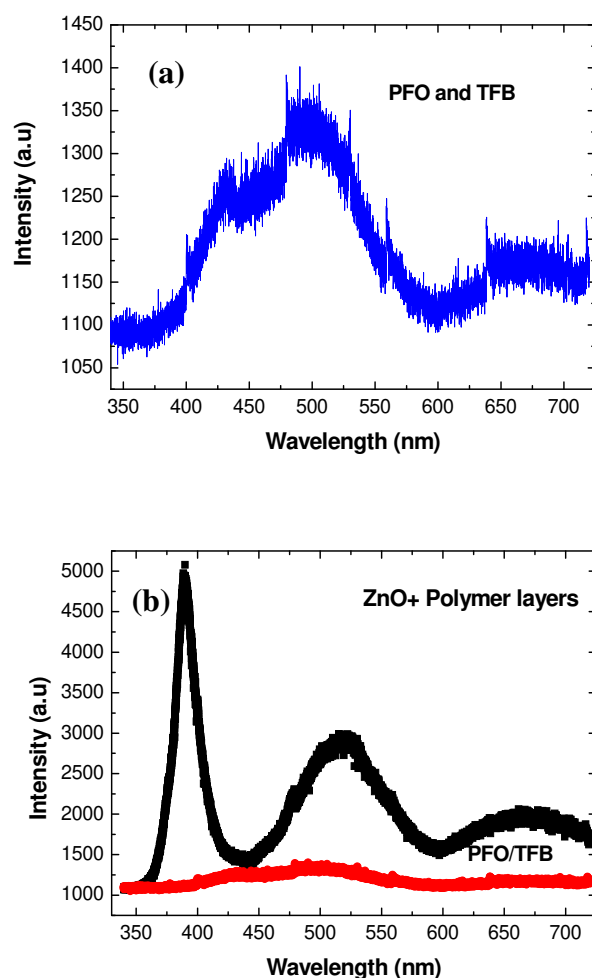 1450
1400
1350
1300
1250
1200
1150
1100
1050
Intensity (a.u)
(a)
PFO and TFB
350 400 450 500 550 600 650 700
Wavelength (nm)
5000
4500
4000
3500
3000
2500
2000
1500
1000
Intensity (a.u)
(b)
ZnO+ Polymer layers
PFO/TFB
350 400 450 500 550 600 650 700
Wavelength (nm)